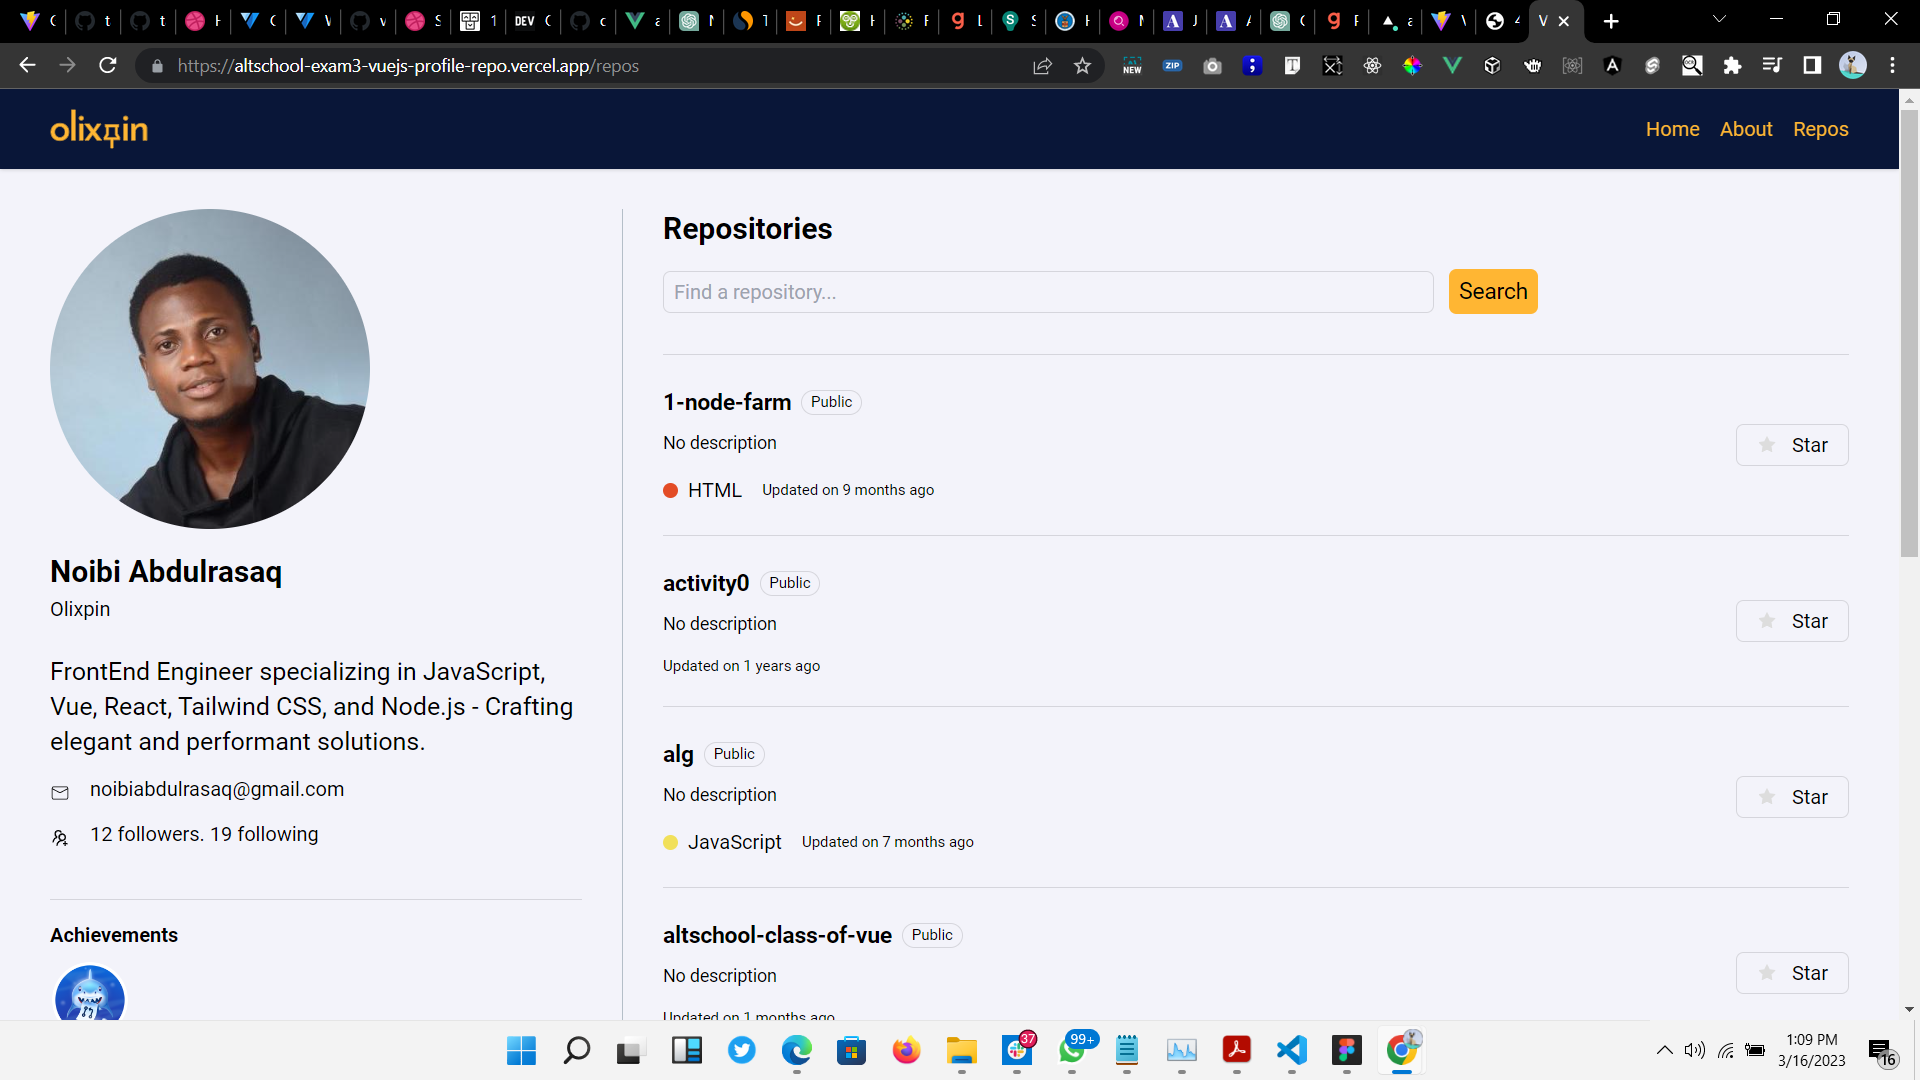 https://altschool-exam3-vuejs-profile-repo.vercel.app/repos
NEW
ZIP
olixpin
Home
About
Repos
Repositories
Find a repository...
Search
1-node-farm
Public
No description
HTML
Updated on 9 months ago
Star
activity0
Public
No description
Updated on 1 years ago
Star
alg
Public
No description
JavaScript
Updated on 7 months ago
Star
altschool-class-of-vue
Public
No description
Updated on 1 months ago
Star
Noibi Abdulrasaq
Olixpin
FrontEnd Engineer specializing in JavaScript,
Vue, React, Tailwind CSS, and Node.js - Crafting
elegant and performant solutions.
noibiabdulrasaq@gmail.com
12 followers. 19 following
Achievements
37
99+
1:09 PM
3/16/2023
16